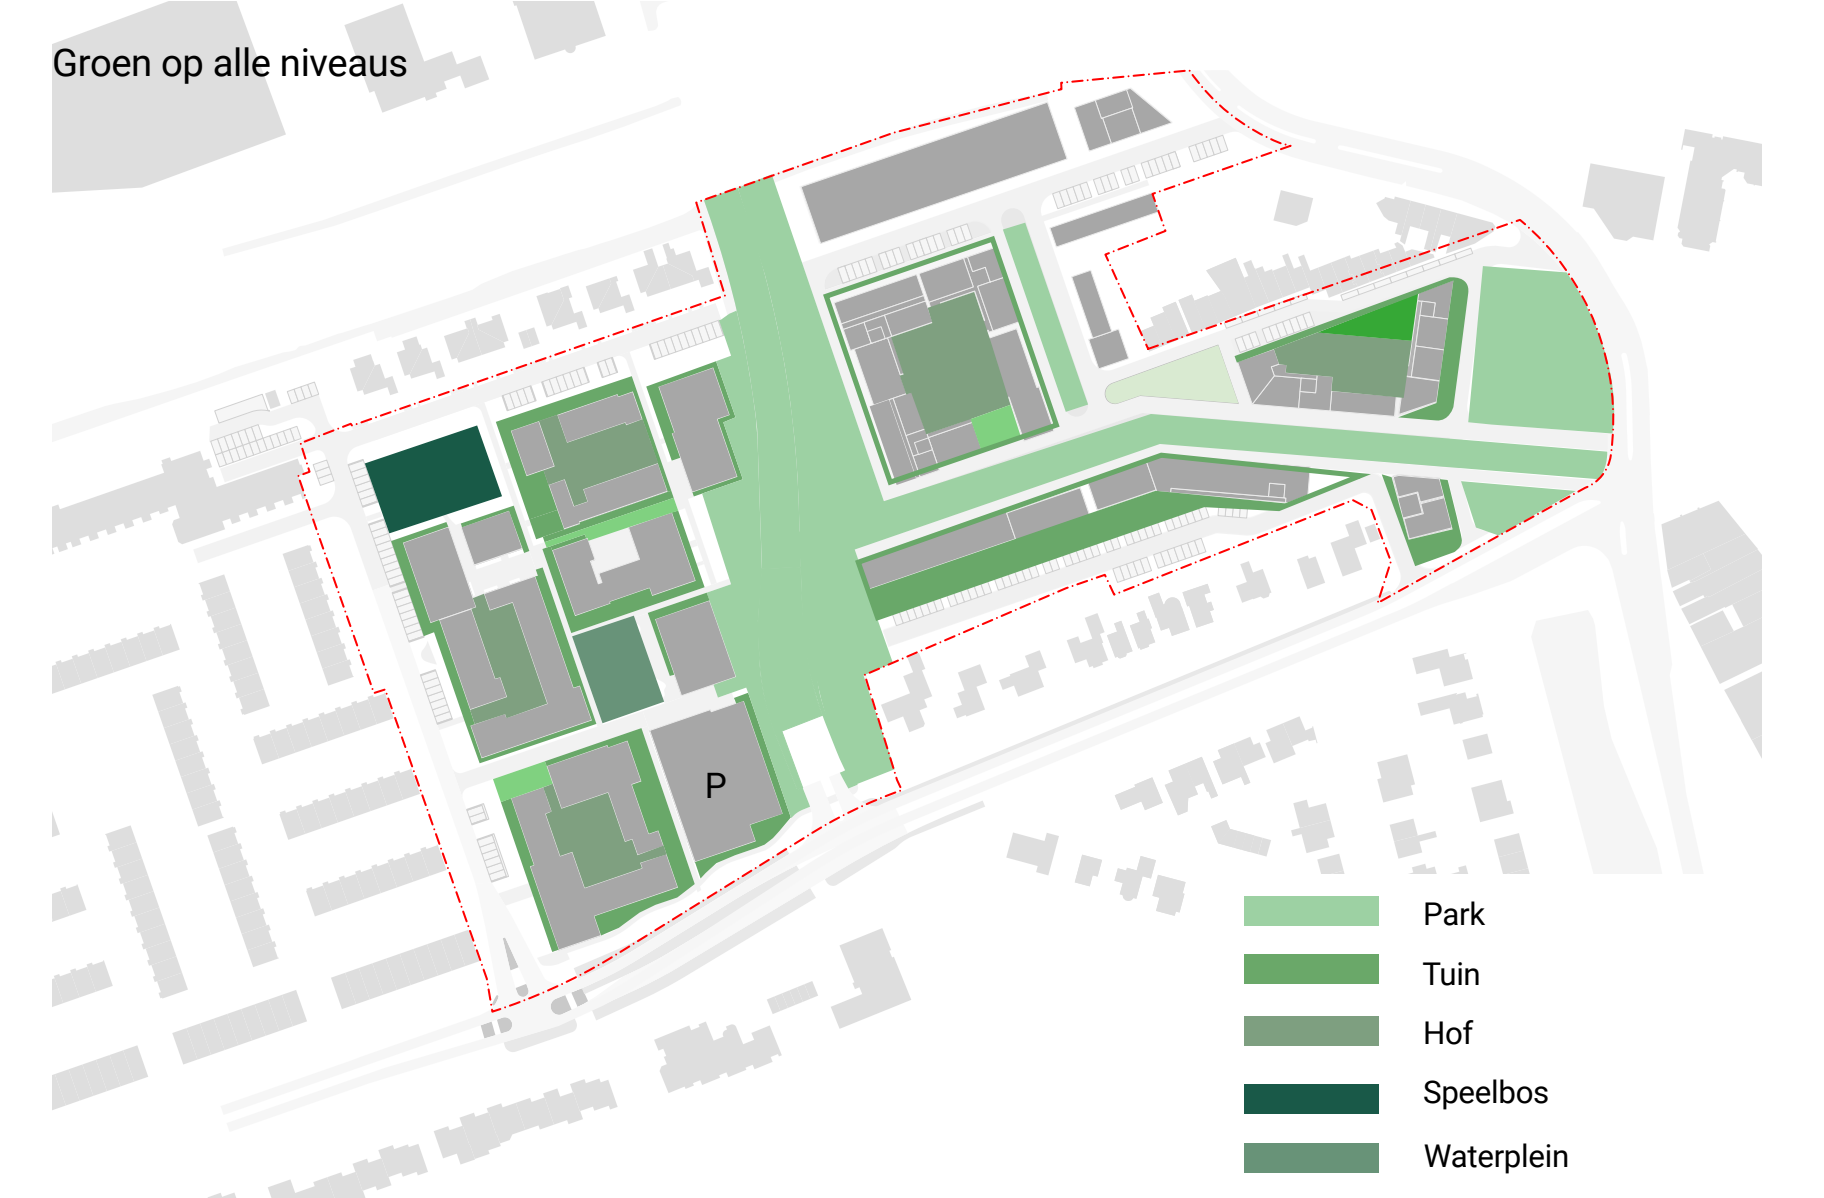 Groen op alle niveaus
P
Park
Tuin
Hof
Speelbos
Waterplein